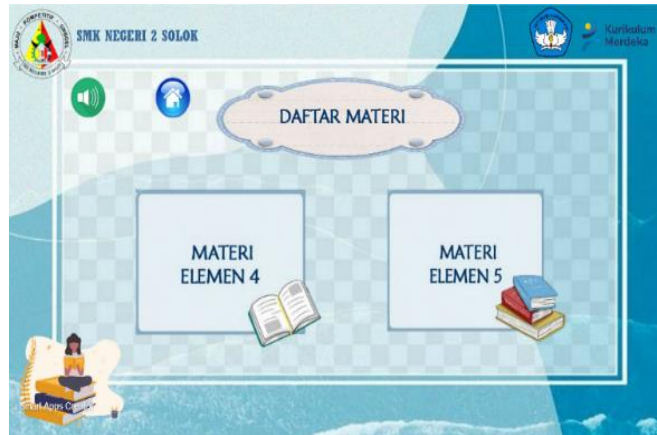 SMK NEGERI 2 SOLOK
Kurikulum
Merdeka
DAFTAR MATERI
MATERI
ELEMEN 4
MATERI
ELEMEN 5